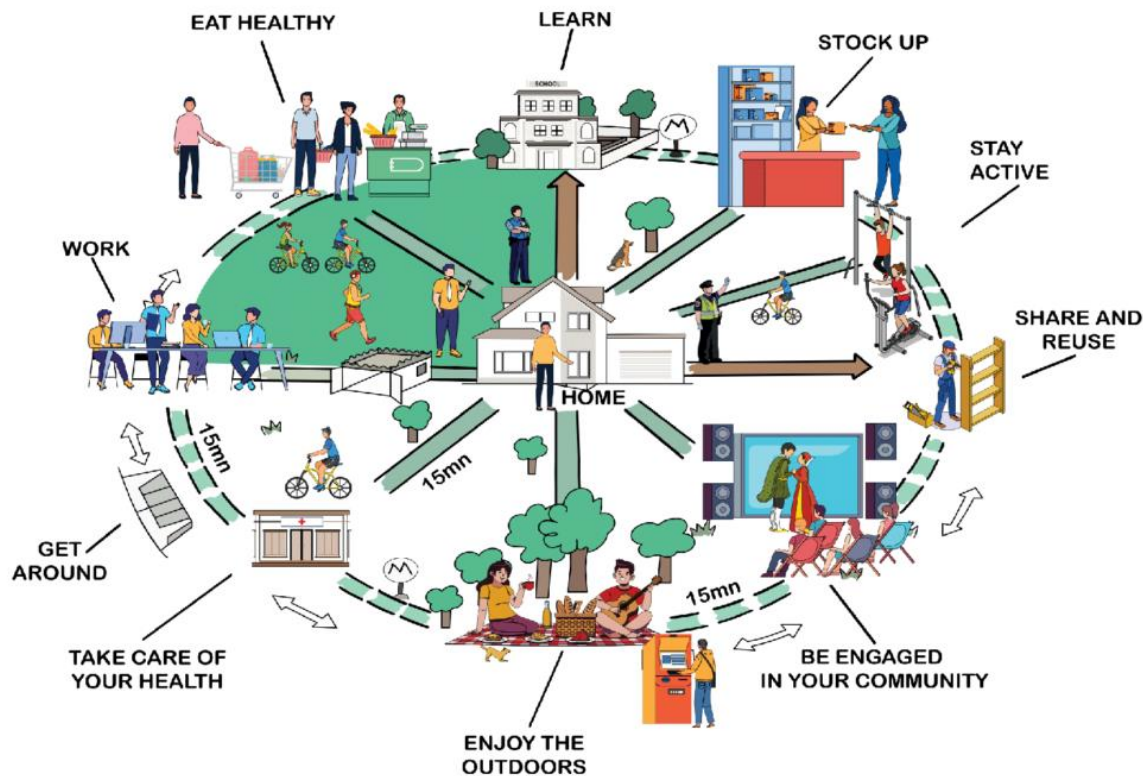 EAT HEALTHY
LEARN
STOCK UP
SCHOOL
M
STAY
ACTIVE
WORK
SHARE AND
REUSE
HOME
15mn
15mn
GET
AROUND
M
15mn
TAKE CARE OF
YOUR HEALTH
BE ENGAGED
IN YOUR COMMUNITY
ENJOY THE
OUTDOORS